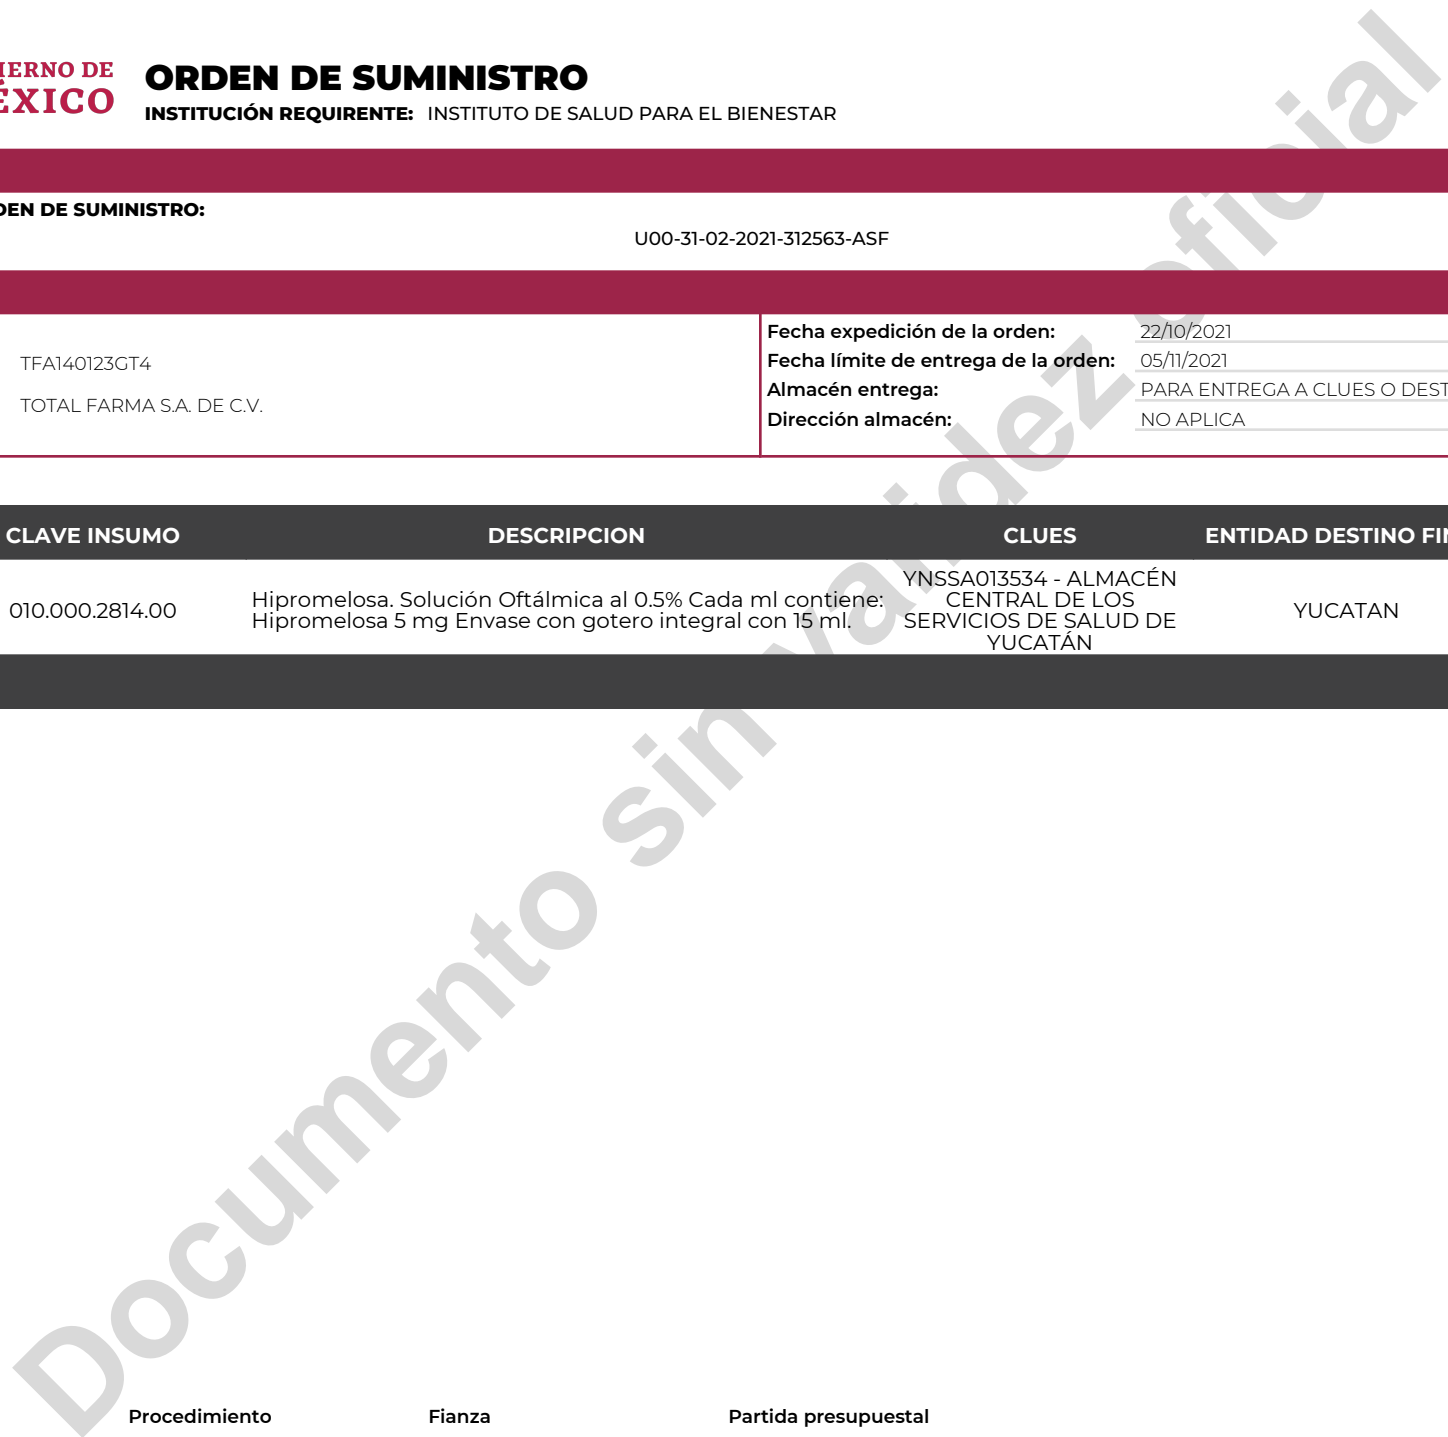 IERNO DE
ÉXICO
ORDEN DE SUMINISTRO
INSTITUCIÓN REQUIRENTE: INSTITUTO DE SALUD PARA EL BIENESTAR
DEN DE SUMINISTRO:
U00-31-02-2021-312563-ASF
TFA140123GT4
TOTAL FARMA S.A. DE C.V.
Fecha expedición de la orden: 22/10/2021
Fecha límite de entrega de la orden: 05/11/2021
Almacén entrega: PARA ENTREGA A CLUES O DEST
Dirección almacén: NO APLICA
CLAVE INSUMO DESCRIPCION CLUES ENTIDAD DESTINO FIN
010.000.2814.00
Hipromelosa. Solución Oftálmica al 0.5% Cada ml contiene:
Hipromelosa 5 mg Envase con gotero integral con 15 ml.
YNSSA013534 - ALMACÉN
CENTRAL DE LOS
SERVICIOS DE SALUD DE
YUCATÁN
YUCATAN
Documento sin validez oficial
Procedimiento Fianza Partida presupuestal